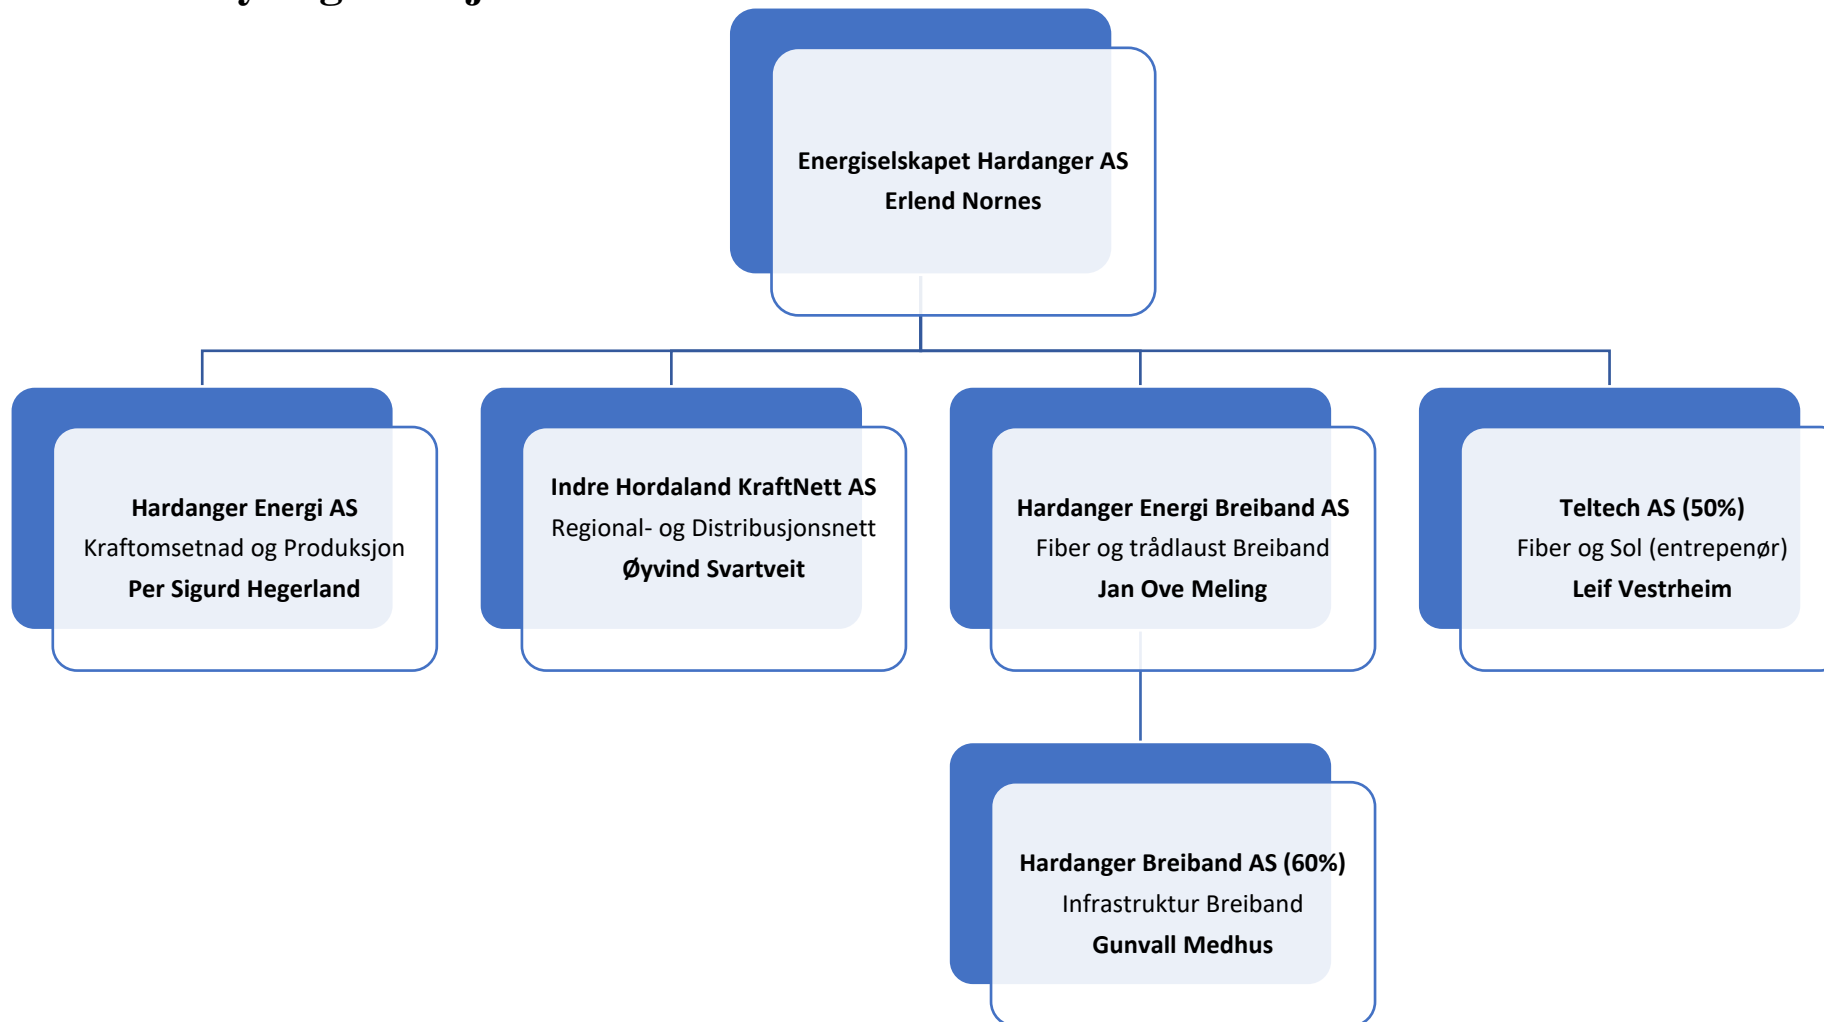 Energiselskapet Hardanger AS
Erlend Nornes
Hardanger Energi AS
Kraftomsetnad og Produksjon
Per Sigurd Hegerland
Indre Hordaland KraftNett AS
Regional- og Distribusjonsnett
Øyvind Svartveit
Hardanger Energi Breiband AS
Fiber og trådlaust Breiband
Jan Ove Meling
Teltech AS (50%)
Fiber og Sol (entrepenør)
Leif Vestrheim
Hardanger Breiband AS (60%)
Infrastruktur Breiband
Gunvall Medhus